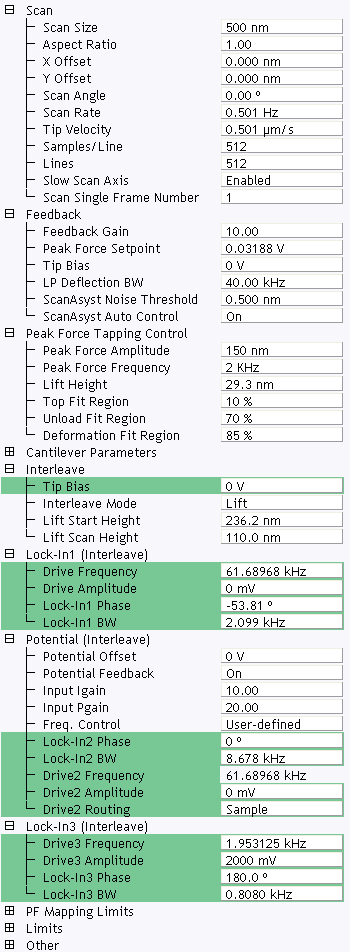 Scan
Scan Size 500 nm
Aspect Ratio 1.00
X Offset 0.000 nm
Y Offset 0.000 nm
Scan Angle 0.00 º
Scan Rate 0.501 Hz
Tip Velocity 0.501 µm/s
Samples/Line 512
Lines 512
Slow Scan Axis Enabled
Scan Single Frame Number 1
Feedback
Feedback Gain 10.00
Peak Force Setpoint 0.03188 V
Tip Bias 0 V
LP Deflection BW 40.00 kHz
ScanAsyst Noise Threshold 0.500 nm
ScanAsyst Auto Control On
Peak Force Tapping Control
Peak Force Amplitude 150 nm
Peak Force Frequency 2 KHz
Lift Height 29.3 nm
Top Fit Region 10 %
Unload Fit Region 70 %
Deformation Fit Region 85 %
Cantilever Parameters
Interleave
Tip Bias 0 V
Interleave Mode Lift
Lift Start Height 236.2 nm
Lift Scan Height 110.0 nm
Lock-In1 (Interleave)
Drive Frequency 61.68968 kHz
Drive Amplitude 0 mV
Lock-In1 Phase -53.81 º
Lock-In1 BW 2.099 kHz
Potential (Interleave)
Potential Offset 0 V
Potential Feedback On
Input Igain 10.00
Input Pgain 20.00
Freq. Control User-defined
Lock-In2 Phase 0 º
Lock-In2 BW 8.678 kHz
Drive2 Frequency 61.68968 kHz
Drive2 Amplitude 0 mV
Drive2 Routing Sample
Lock-In3 (Interleave)
Drive3 Frequency 1.953125 kHz
Drive3 Amplitude 2000 mV
Lock-In3 Phase 180.0 º
Lock-In3 BW 0.8080 kHz
PF Mapping Limits
Limits
Other